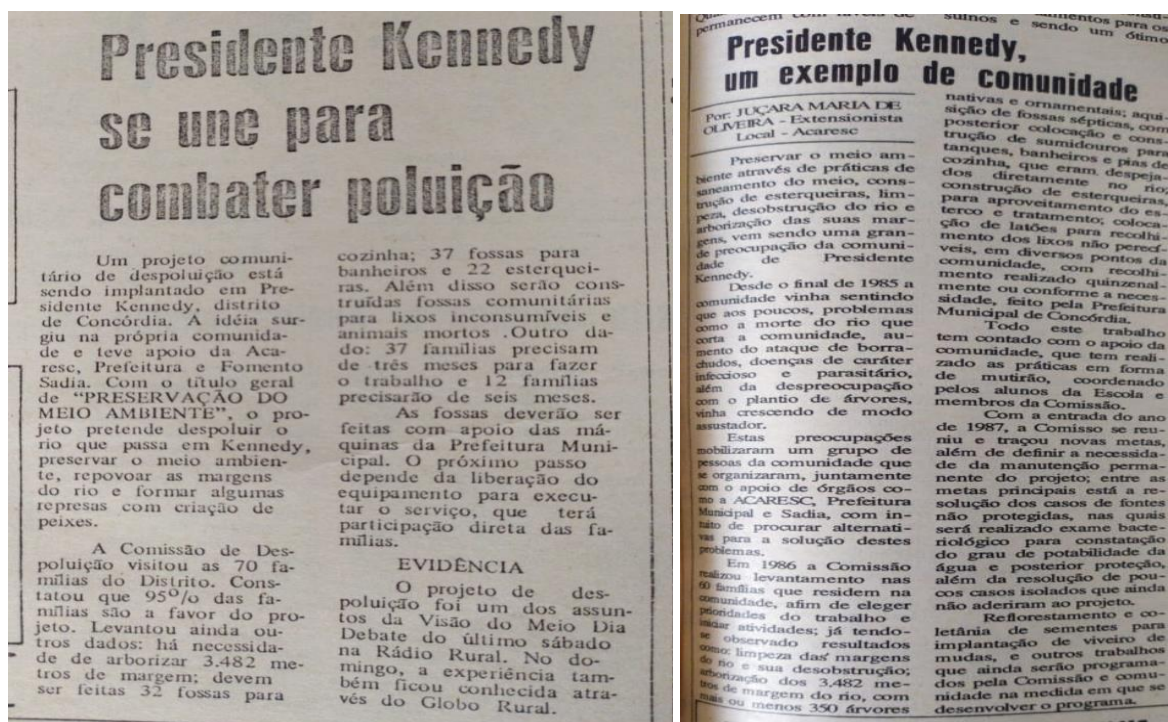 Presidente Kennedy
se une para
combater poluição
Um projeto comuni-
tário de despoluição está
sendo implantado em Pre-
sidente Kennedy, distrito
de Concórdia. A idéia sur-
giu na própria comunida-
de e teve apoio da Aca-
resc, Prefeitura e Fomento
Sadia. Com o título geral
de “PRESERVAÇÃO DO
MEIO AMBIENTE”, o pro-
jeto pretende despoluir o
rio que passa em Kennedy,
preservar o meio ambien-
te, repovoar as margens
do rio e formar algumas
represas com criação de
peixes.
A Comissão de Des-
poluição visitou as 70 fa-
mílias do Distrito. Cons-
tatou que 95º/o das fa-
mílias são a favor do pro-
jeto. Levantou ainda ou-
tros dados: há necessida-
de de arborizar 3.482 me-
tros de margem; devem
ser feitas 32 fossas para
cozinha; 37 fossas para
banheiros e 22 esterquei-
ras. Além disso serão cons-
truídas fossas comunitárias
para lixos inconsumíveis e
animais mortos .Outro da-
do: 37 famílias precisam
de três meses para fazer
o trabalho e 12 famílias
precisarão de seis meses.
As fossas deverão ser
feitas com apoio das má-
quinas da Prefeitura Muni-
cipal. O próximo passo
depende da liberação do
equipamento para execu-
tar o serviço, que terá
participação direta das fa-
mílias.
EVIDÊNCIA
O projeto de des-
poluição foi um dos assun-
tos da Visão do Meio Dia
Debate do último sábado
na Rádio Rural. No do-
mingo, a experiência tam-
bém ficou conhecida atra-
vés do Globo Rural.
permanecem com
sulnos e sendo um ótimo
Presidente Kennedy,
um exemplo de comunidade
Por: JUÇARA MARIA DE
OLIVEIRA - Extensionista
Local - Acaresc
Preservar o meio am-
biente através de práticas de
saneamento do meio, cons-
trução de esterqueiras, lim-
peza, desobstrução do rio e
arborização das suas mar-
gens, vem sendo uma gran-
de preocupação da comuni-
dade de Presidente
Kennedy.
Desde o final de 1985 a
comunidade vinha sentindo
que aos poucos, problemas
como a morte do rio que
corta a comunidade, au-
mento do ataque de borra-
chudos, doenças de caráter
infeccioso e parasitário,
além da despreocupação
com o plantio de árvores,
vinha crescendo de modo
assustador.
Estas preocupações
mobilizaram um grupo de
pessoas da comunidade que
se organizaram, juntamente
com o apoio de órgãos co-
mo a ACARESC, Prefeitura
Municipal e Sadia, com in-
tuito de procurar alternati-
vas para a solução destes
problemas.
Em 1986 a Comissão
realizou levantamento nas
60 famílias que residem na
comunidade, afim de eleger
prioridades do trabalho e
iniciar atividades; já tendo-
se observado resultados
como: limpeza das margens
do rio e sua desobstrução;
arborização dos 3.482 me-
tros de margem do rio, com
mais ou menos 350 árvores
nativas e ornamentais; aqui-
sição de fossas sépticas, com
posterior colocação e cons-
trução de sumidouros para
tanques, banheiros e pias de
cozinha, que eram despeja-
dos diretamente no rio;
construção de esterqueiras,
para aproveitamento do es-
terco e tratamento; coloca-
ção de latões para recolhi-
mento dos lixos não perecí-
veis, em diversos pontos da
comunidade, com recolhi-
mento realizado quinzenal-
mente ou conforme a neces-
sidade, feito pela Prefeitura
Municipal de Concórdia.
Todo este trabalho
tem contado com o apoio da
comunidade, que tem reali-
zado as práticas em forma
de mutirão, coordenado
pelos alunos da Escola e
membros da Comissão.
Com a entrada do ano
de 1987, a Comisso se reu-
niu e traçou novas metas,
além de definir a necessida-
de da manutenção perma-
nente do projeto; entre as
metas principais está a re-
solução dos casos de fontes
não protegidas, nas quais
será realizado exame bacte-
riológico para constatação
do grau de potabilidade da
água e posterior proteção,
além da resolução de pou-
cos casos isolados que ainda
não aderiram ao projeto.
Reflorestamento e co-
letânia de sementes para
implantação de viveiro de
mudas, e outros trabalhos
que ainda serão programa-
dos pela Comissão e comu-
nidade na medida em que se
desenvolver o programa.